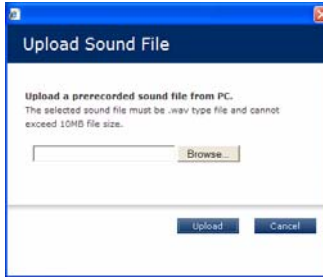 Upload Sound File
Upload a prerecorded sound file from PC.
The selected sound file must be .wav type file and cannot
exceed 10MB file size.
Browse...
Upload Cancel